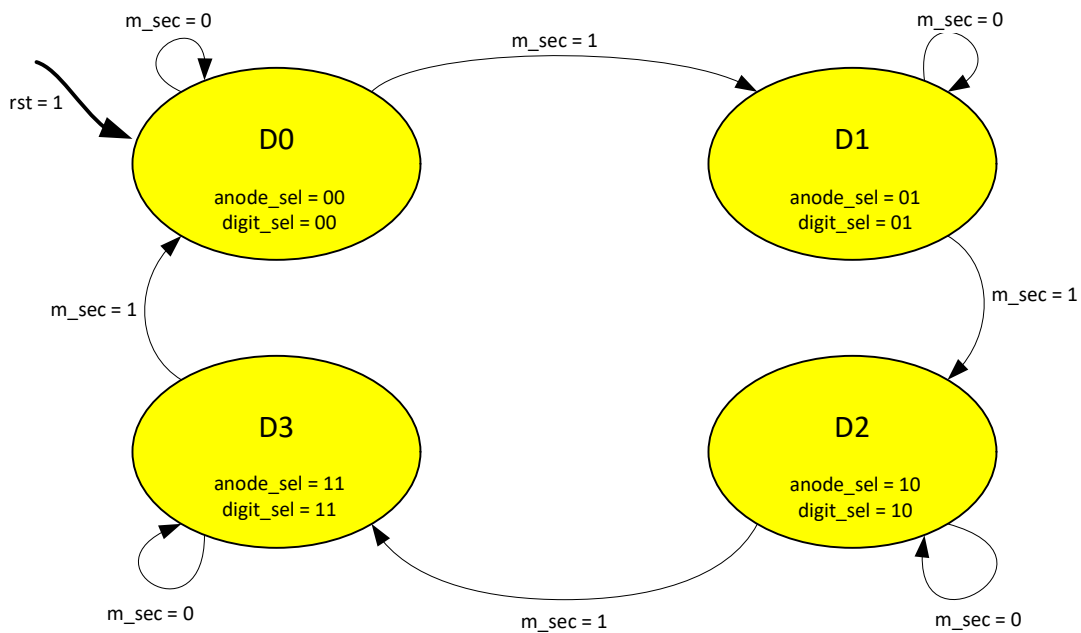 m_sec = 0
m_sec = 0
m_sec = 1
rst = 1
D0
anode_sel = 00
digit_sel = 00
D1
anode_sel = 01
digit_sel = 01
m_sec = 1
m_sec = 1
D3
anode_sel = 11
digit_sel = 11
D2
anode_sel = 10
digit_sel = 10
m_sec = 0
m_sec = 1
m_sec = 0